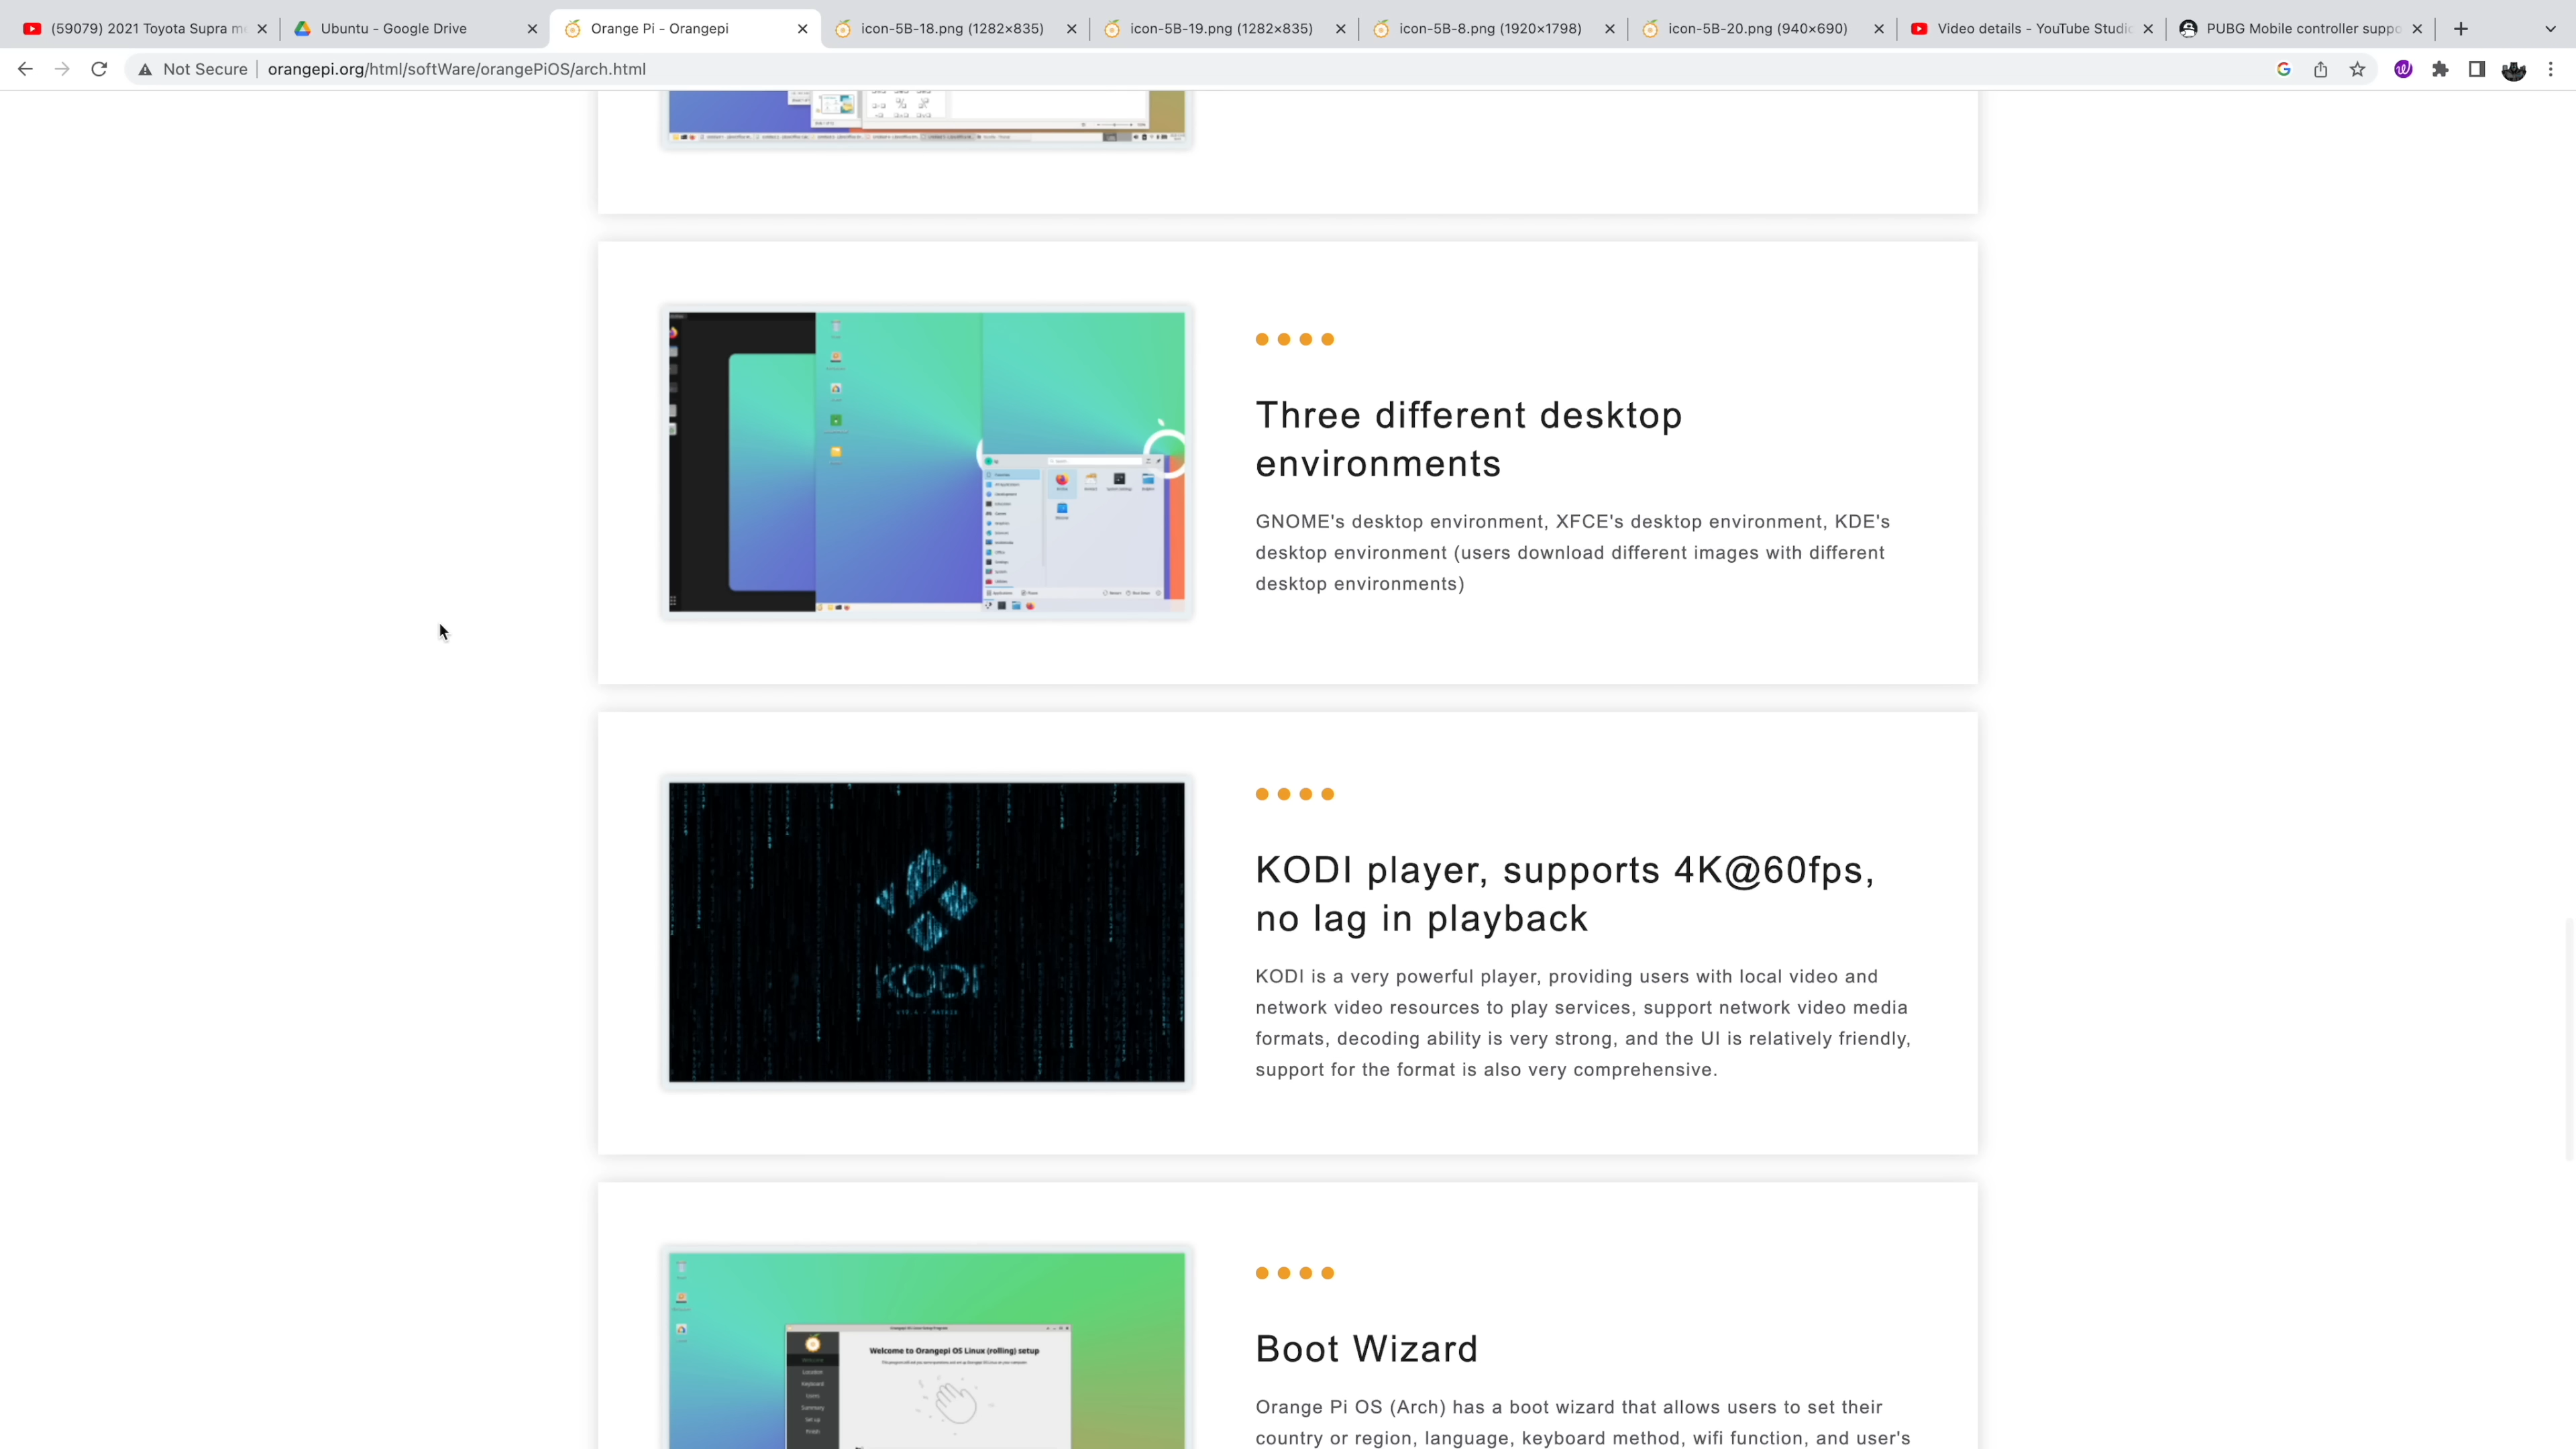 (59079) 2021 Toyota Supra
Ubuntu - Google Drive
Orange Pi - Orangepi
icon-5B-18.png (1282×835)
icon-5B-19.png (1282×835)
icon-5B-8.png (1920×1798)
icon-5B-20.png (940×690)
Video details - YouTube Studio
PUBG Mobile controller
Not Secure
orangepi.org/html/softWare/orangePiOS/arch.html
Three different desktop
environments
GNOME's desktop environment, XFCE's desktop environment, KDE's
desktop environment (users download different images with different
desktop environments)
KODI
KODI player, supports 4K@60fps,
no lag in playback
KODI is a very powerful player, providing users with local video and
network video resources to play services, support network video media
formats, decoding ability is very strong, and the UI is relatively friendly,
support for the format is also very comprehensive.
Welcome to Orangepi OS Linux (rolling) setup
Welcome
Location
Keyboard
Summary
Set up
Finish
Boot Wizard
Orange Pi OS (Arch) has a boot wizard that allows users to set their
country or region, language, keyboard method, wifi function, and user's